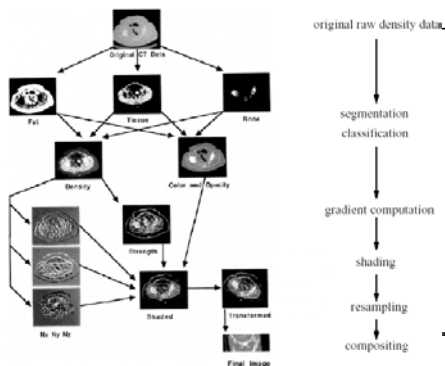 original raw density data
Original CT Data
Fat
Tissue
Bone
segmentation
classification
Density
Color and Opacity
gradient computation
Strength
shading
Nx Ny Nz
Shaded
Transformed
resampling
compositing
Final Image